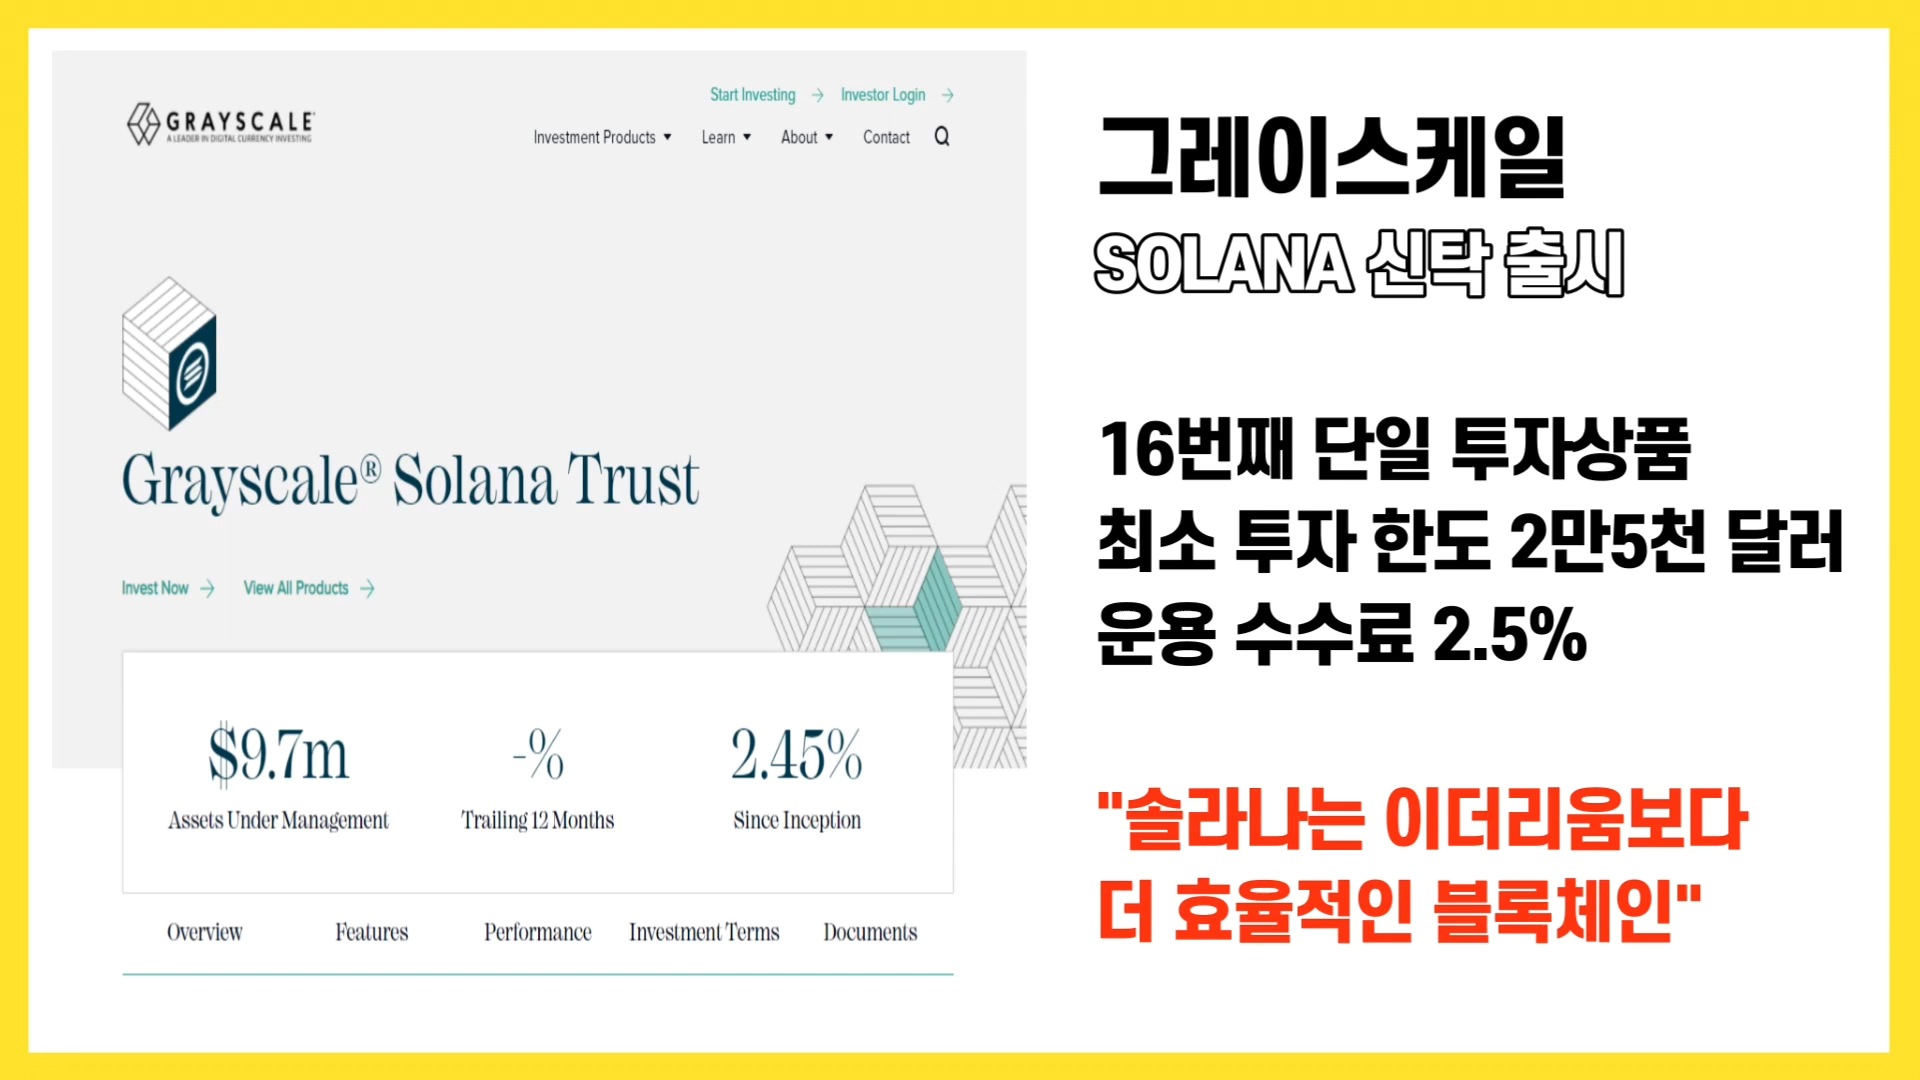 Start Investing → Investor Login →
GRAYSCALE
A LEADER IN DIGITAL CURRENCY INVESTING
Investment Products ▼ Learn ▼ About ▼ Contact
Grayscale® Solana Trust
Invest Now → View All Products →
$9.7m -% 2.45%
Assets Under Management Trailing 12 Months Since Inception
Overview Features Performance Investment Terms Documents
그레이스케일
SOLANA 신탁 출시
16번째 단일 투자상품
최소 투자 한도 2만5천 달러
운용 수수료 2.5%
"솔라나는 이더리움보다
더 효율적인 블록체인"